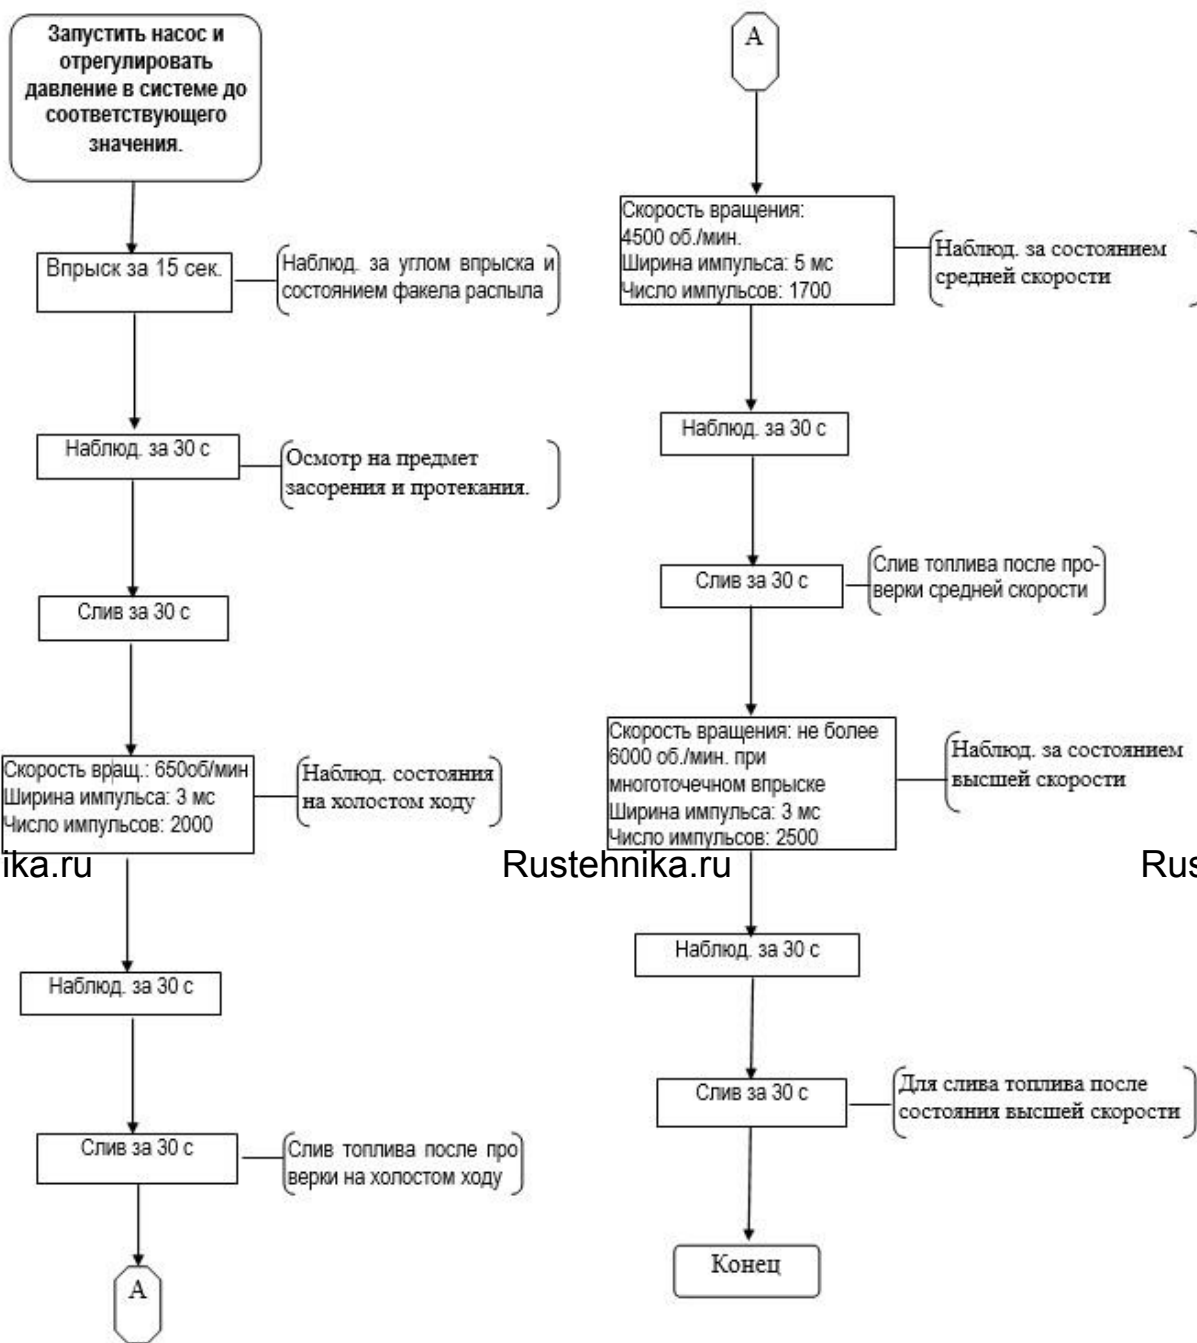 Запустить насос и
отрегулировать
давление в системе до
соответствующего
значения.
Впрыск за 15 сек.
Наблюд. за углом впрыска и
состоянием факела распыла
Наблюд. за 30 с
Осмотр на предмет
засорения и протекания.
Слив за 30 с
Скорость вращ.: 650об/мин
Ширина импульса: 3 мс
Число импульсов: 2000
Наблюд. состояния
на холостом ходу
Наблюд. за 30 с
Слив за 30 с
Слив топлива после про
верки на холостом ходу
A
A
Скорость вращения:
4500 об./мин.
Ширина импульса: 5 мс
Число импульсов: 1700
Наблюд. за состоянием
средней скорости
Наблюд. за 30 с
Слив за 30 с
Слив топлива после про-
верки средней скорости
Скорость вращения: не более
6000 об./мин. при
многоточечном впрыске
Ширина импульса: 3 мс
Число импульсов: 2500
Наблюд. за состоянием
высшей скорости
Наблюд. за 30 с
Слив за 30 с
Для слива топлива после
состояния высшей скорости
Конец
ika.ru
Rustehnika.ru
Rus